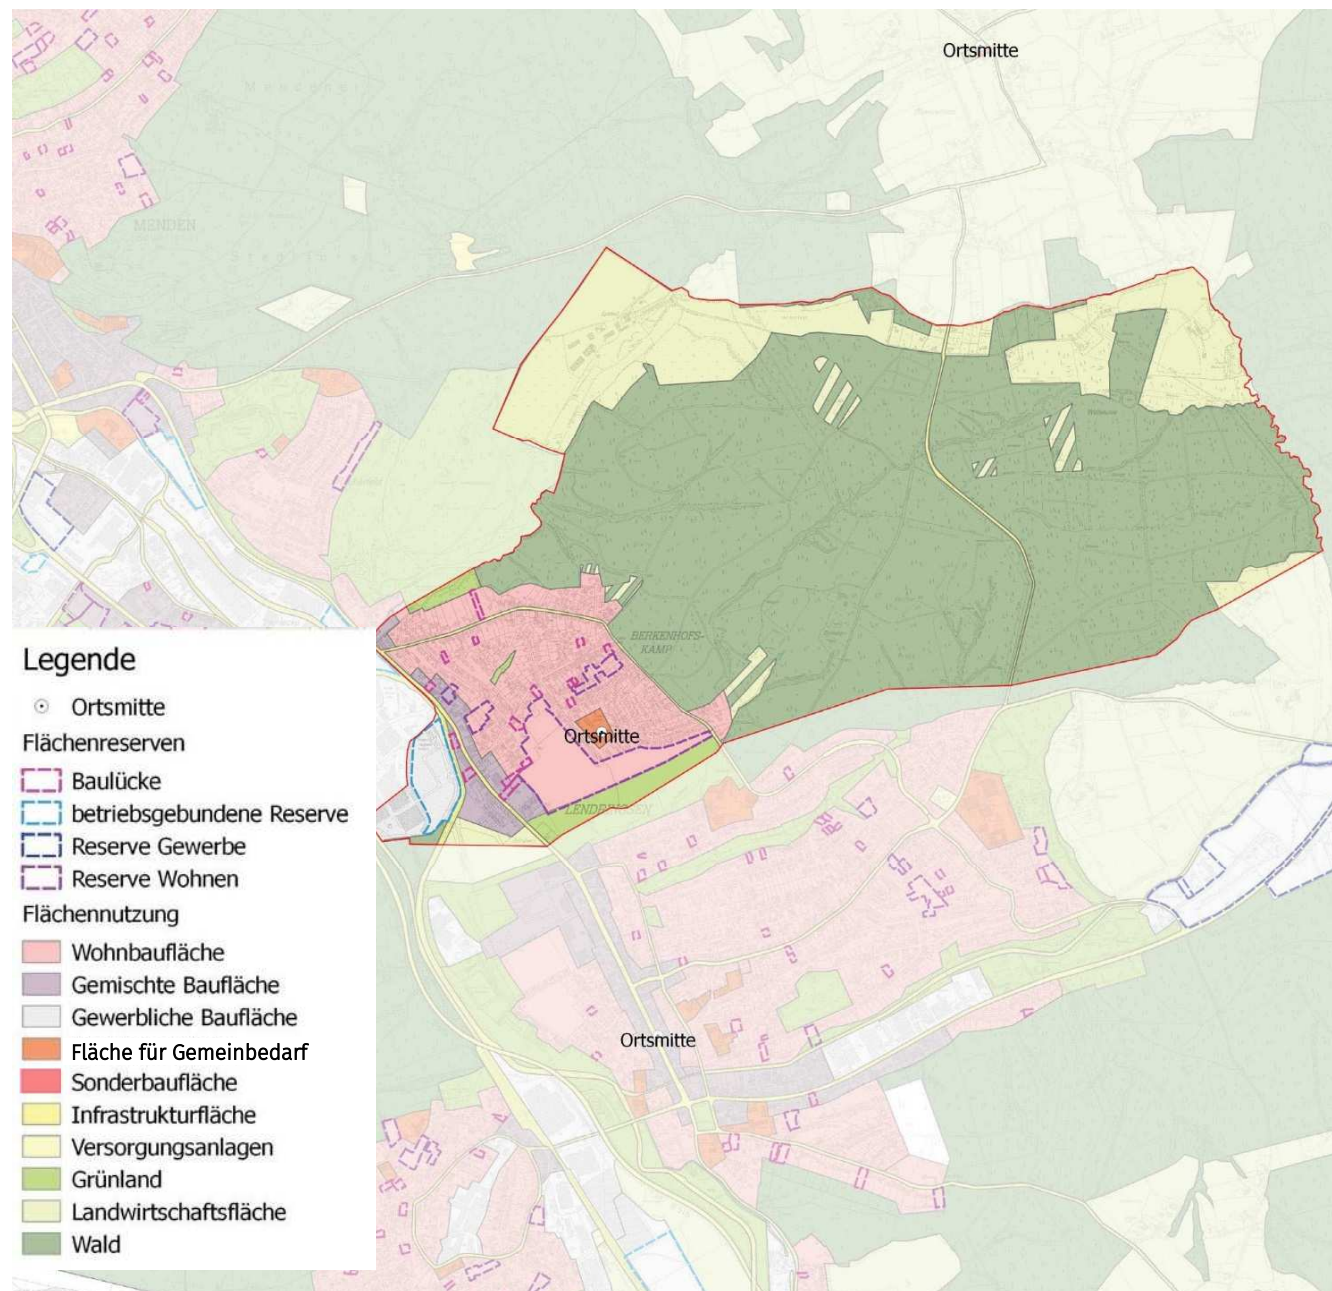 Ortsmitte
MENDEN
BERKENHOFS-
KAMP
Ortsmitte
LENDRINGSEN
Ortsmitte
Legende
Ortsmitte
Flächenreserven
Baulücke
betriebsgebundene Reserve
Reserve Gewerbe
Reserve Wohnen
Flächennutzung
Wohnbaufläche
Gemischte Baufläche
Gewerbliche Baufläche
Fläche für Gemeinbedarf
Sonderbaufläche
Infrastrukturfläche
Versorgungsanlagen
Grünland
Landwirtschaftsfläche
Wald